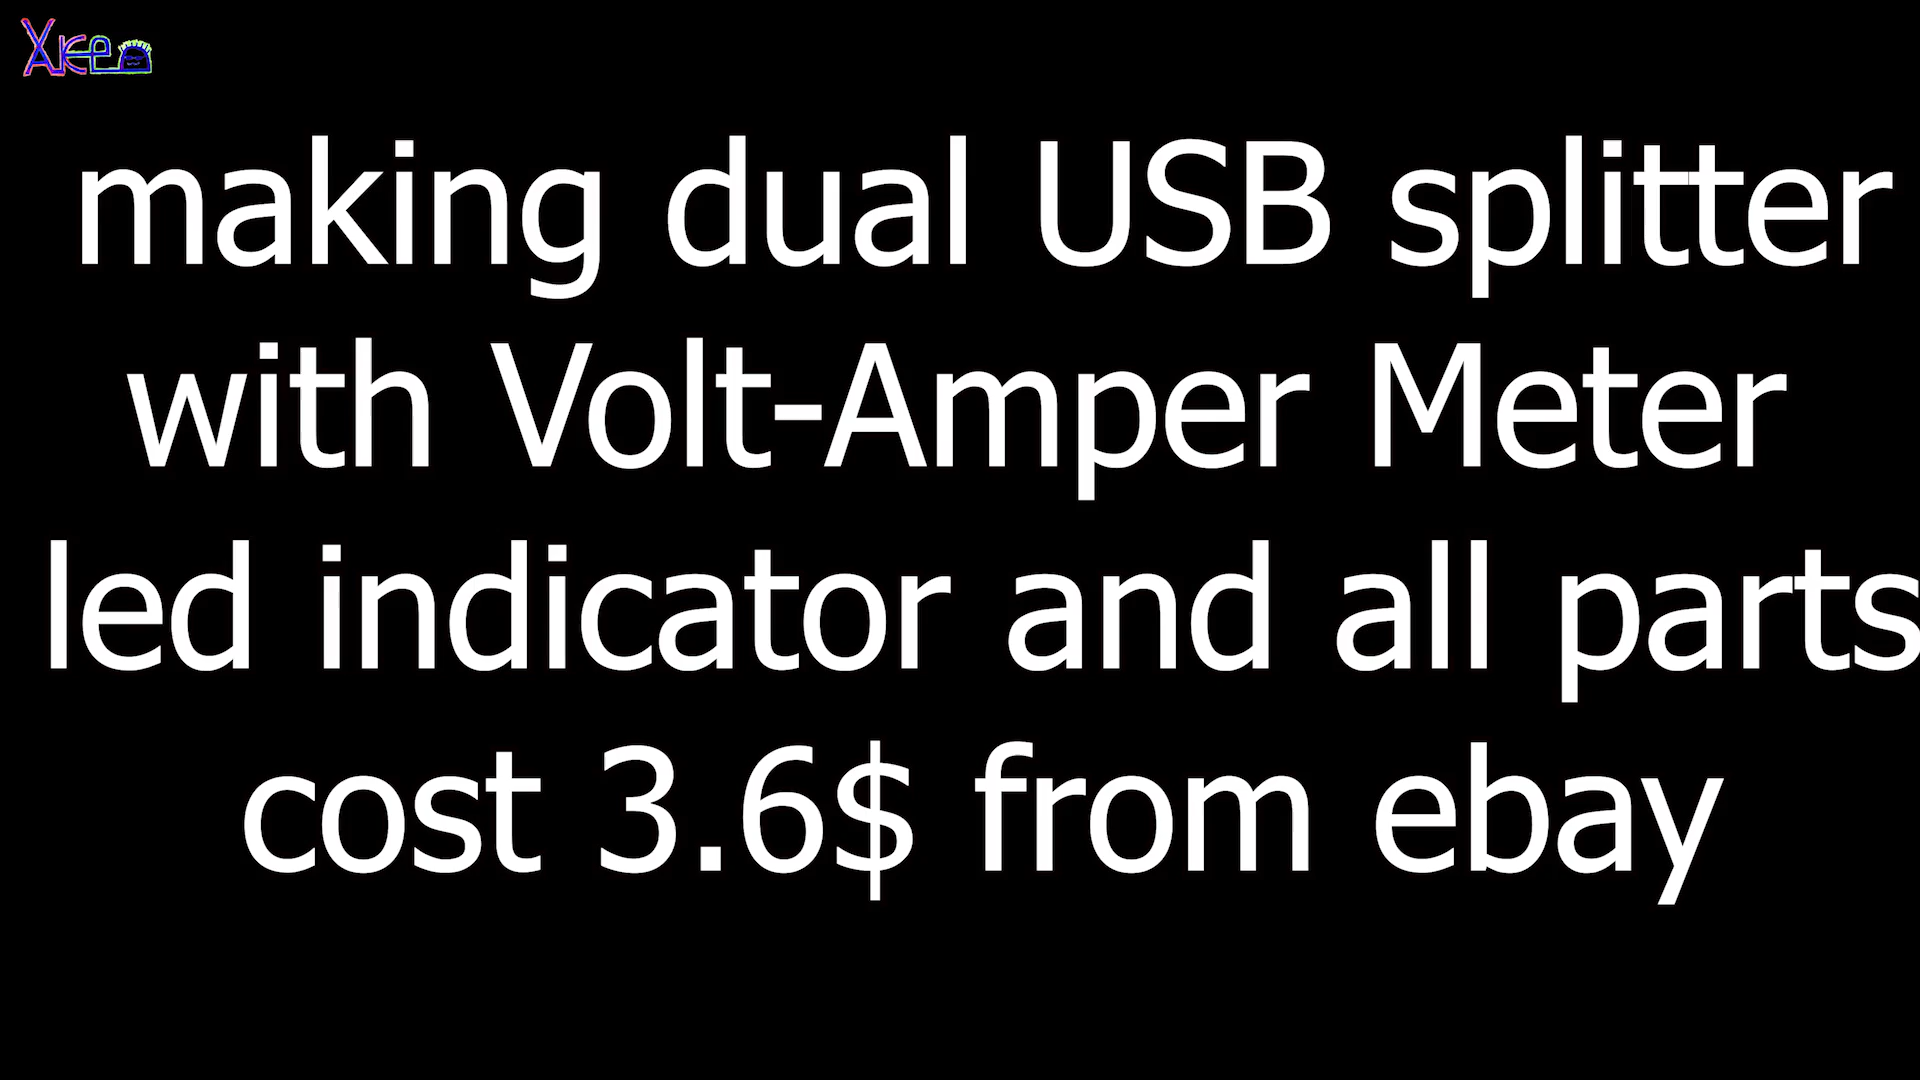 making dual USB splitter
with Volt-Amper Meter
led indicator and all parts
cost 3.6$ from ebay